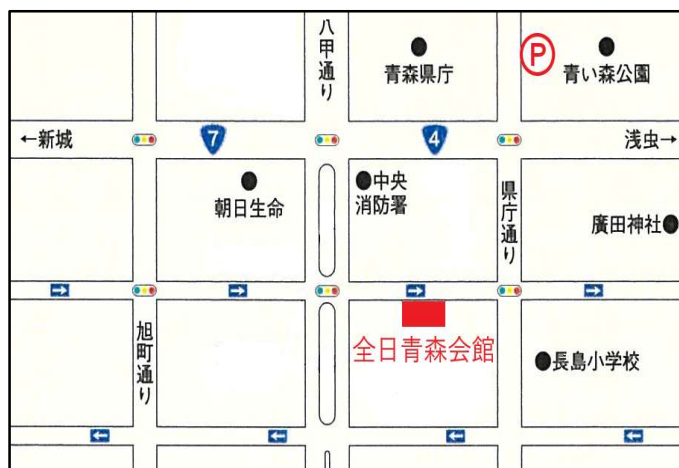 八甲通り
青森県庁
P
青い森公園
←新城
7
4
浅虫→
朝日生命
中央
消防署
県庁通り
廣田神社
旭町通り
全日青森会館
長島小学校